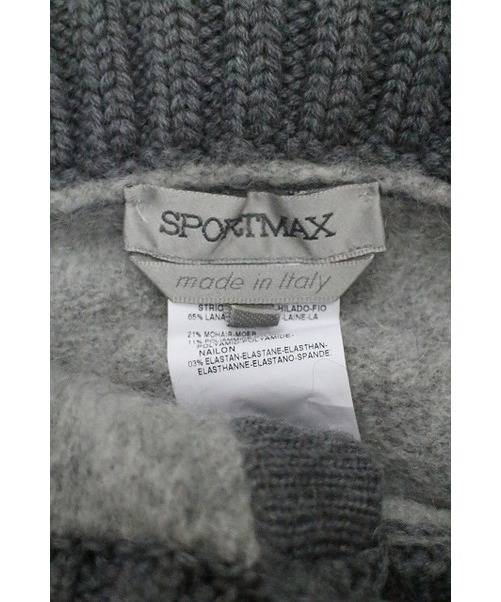 SPORTMAX
made in Italy
HILADO-FIO
65% LANA LAINE-LA
21% MOHAIR-MOER
NAILON
03% ELASTAN-ELASTANE-ELASTHAN-
ELASTHANNE-ELASTANO-SPANDE